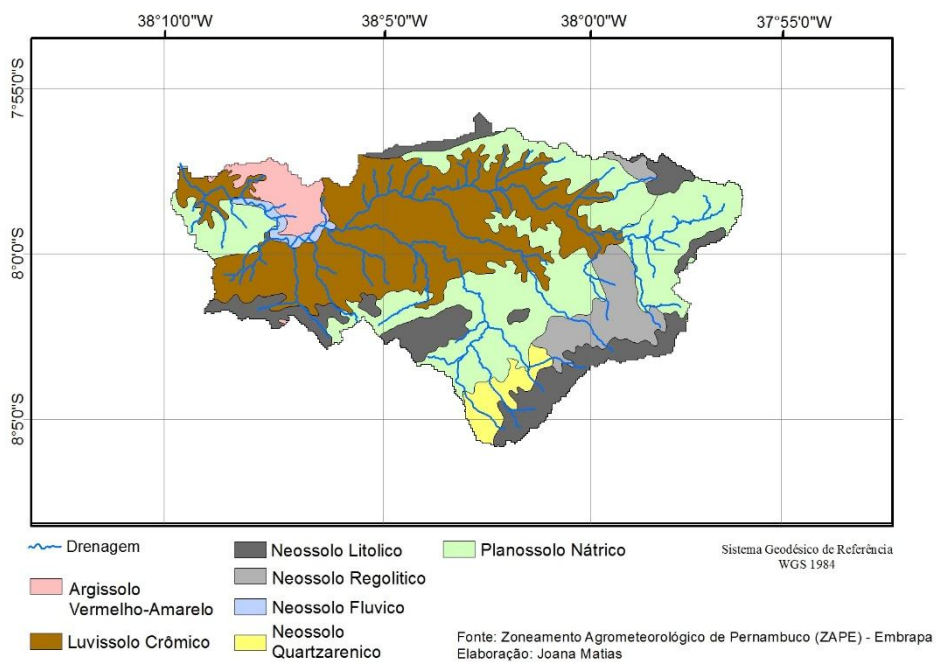 38°10'0"W 38°5'0"W 38°0'0"W 37°55'0"W
7°55'0"S
8°0'0"S
8°5'0"S
Drenagem
Argissolo
Vermelho-Amarelo
Luvissolo Crômico
Neossolo Litolico
Neossolo Regolitico
Neossolo Fluvico
Neossolo
Quartzarenico
Planossolo Nátrico
Sistema Geodésico de Referência
WGS 1984
Fonte: Zoneamento Agrometeorológico de Pernambuco (ZAPE) - Embrapa
Elaboração: Joana Matias